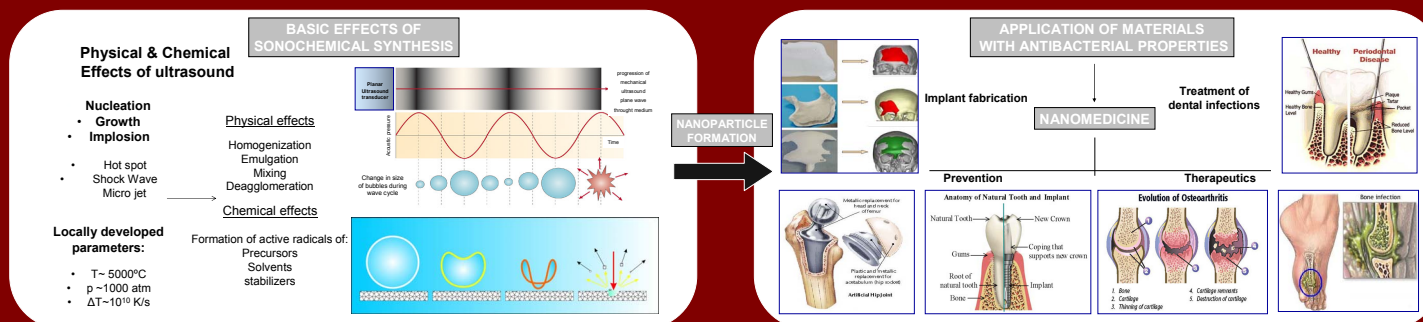 BASIC EFFECTS OF
SONOCHEMICAL SYNTHESIS
Physical & Chemical
Effects of ultrasound
Nucleation
• Growth
• Implosion
• Hot spot
• Shock Wave
Micro jet
Physical effects
Homogenization
Emulgation
Mixing
Deagglomeration
Chemical effects
Formation of active radicals of:
Precursors
Solvents
stabilizers
Locally developed
parameters:
• T~ 5000ºC
• p ~1000 atm
• ΔT~10¹⁰ K/s
Planar
Ultrasound
transducer
progression of
mechanical
ultrasound
plane wave
throught medium
Acoustic pressure
Time
Change in size
of bubbles during
wave cycle
NANOPARTICLE
FORMATION
APPLICATION OF MATERIALS
WITH ANTIBACTERIAL PROPERTIES
Implant fabrication
Treatment of
dental infections
NANOMEDICINE
Prevention
Therapeutics
Healthy
Periodontal
Disease
Healthy Gums
Healthy Bone
Level
Plaque
Tartar
Pocket
Reduced
Bone Level
Metallic replacement for
head and neck
of femur
Plastic and metallic
replacement for
acetabulum (hip socket)
Artificial Hip Joint
Anatomy of Natural Tooth and Implant
Natural Tooth
New Crown
Coping that
supports new crown
Gums
Root of
natural tooth
Implant
Bone
Evolution of Osteoarthritis
1. Bone
2. Cartilage
3. Thinning of cartilage
4. Cartilage remnants
5. Destruction of cartilage
Bone infection